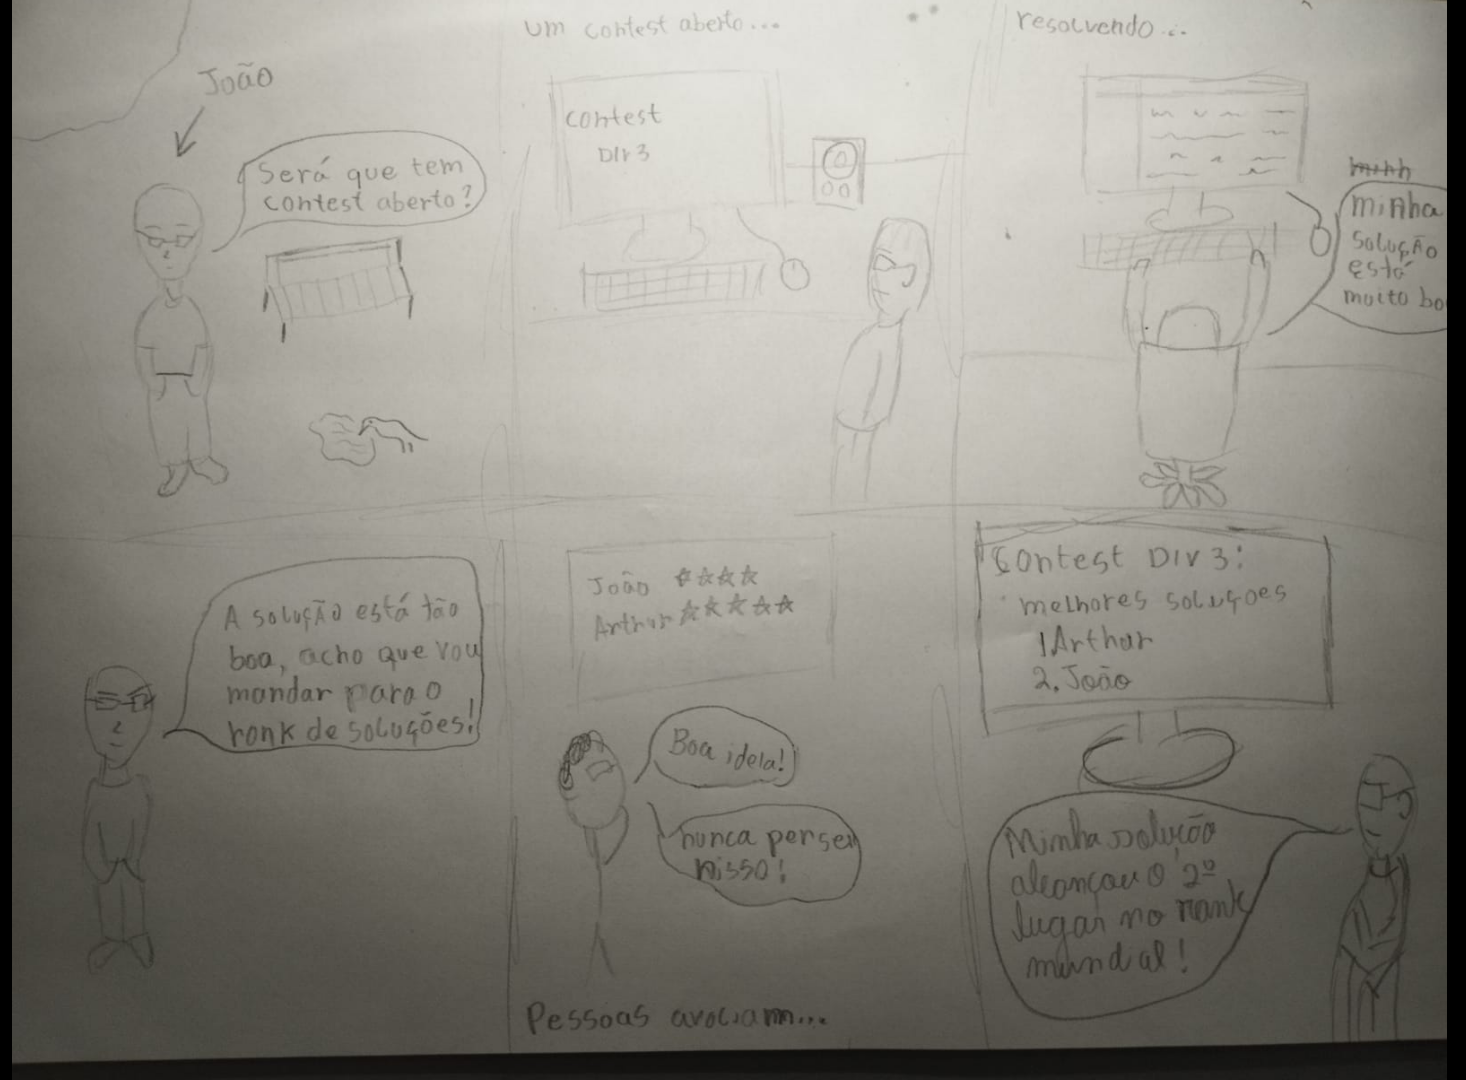 João
Será que tem
contest aberto?
um contest aberto...
contest
Div 3
resolvendo...
minha
solução
está
muito bo
A solução está tão
boa, acho que vou
mandar para o
rank de soluções!
João ☆☆☆☆
Arthur ☆☆☆☆☆
Boa ideia!
nunca pensei
nisso!
Pessoas avaliam...
Contest Div 3:
melhores soluções
1 Arthur
2. João
Minha solução
alcançou o 2º
lugar no rank
mundial!